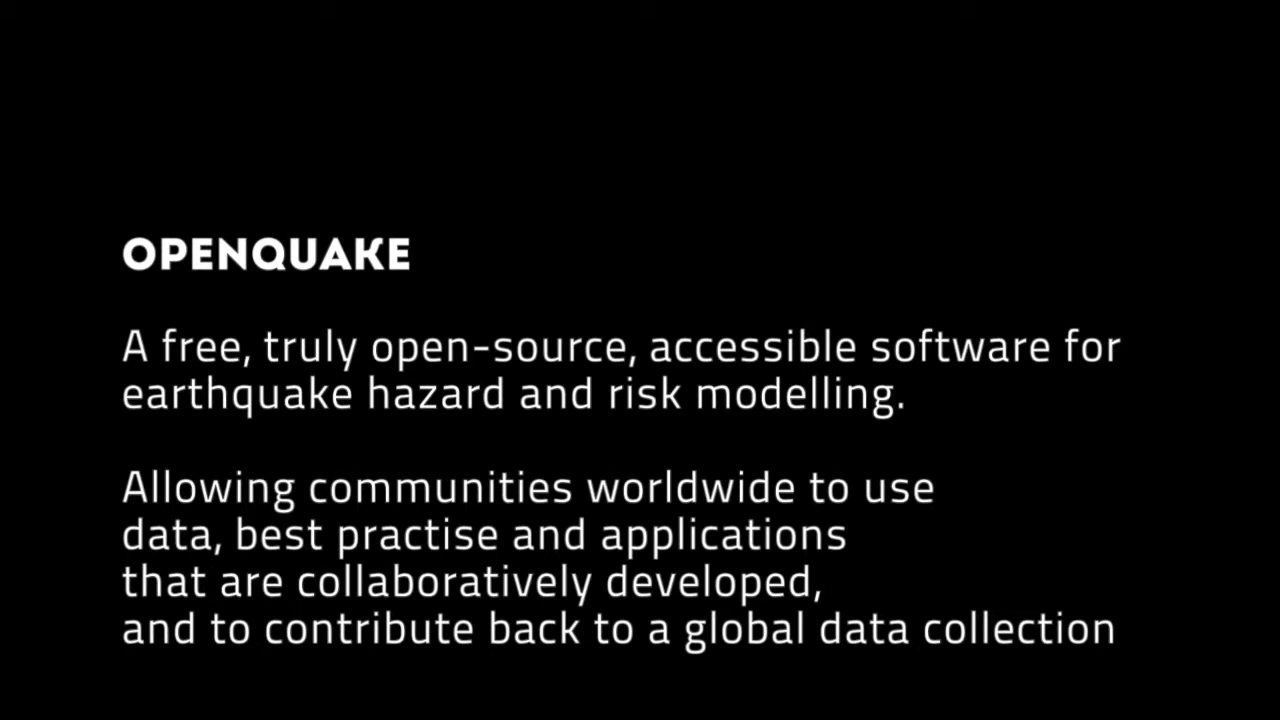 OPENQUAKE
A free, truly open-source, accessible software for
earthquake hazard and risk modelling.
Allowing communities worldwide to use
data, best practise and applications
that are collaboratively developed,
and to contribute back to a global data collection